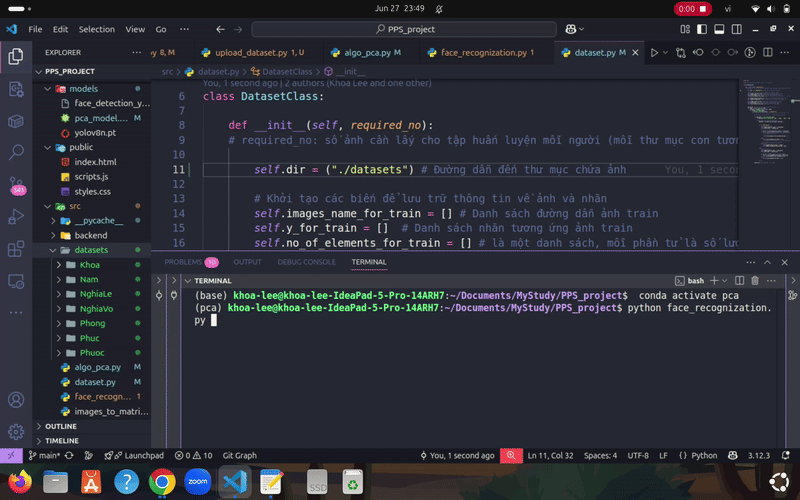 Jun 27 23:49
0:00
vi
File Edit Selection View Go
PPS_project
EXPLORER
.py 8, M
upload_dataset.py 1, U
algo_pca.py M
face_recognization.py 1
dataset.py M
PPS_PROJECT
src > dataset.py > DatasetClass > __init__
models
face_detection_y...
pca_model.... M
yolov8n.pt
public
index.html
scripts.js
styles.css
src
__pycache__
backend
datasets
Khoa
Nam
NghiaLe
NghiaVo
Phong
Phuc
Phuoc
algo_pca.py M
dataset.py M
face_recogn... 1
images_to_matri...
OUTLINE
TIMELINE
You, 1 second ago | 2 authors (Khoa Lee and one other)
6 class DatasetClass:
7
8 def __init__(self, required_no):
9 # required_no: số ảnh cần lấy cho tập huấn luyện mỗi người (mỗi thư mục con tươn
10
11 self.dir = ("./datasets") # Đường dẫn đến thư mục chứa ảnh You, 1 secon
12
13 # Khởi tạo các biến để lưu trữ thông tin về ảnh và nhãn
14 self.images_name_for_train = [] # Danh sách đường dẫn ảnh train
15 self.y_for_train = [] # Danh sách nhãn tương ứng ảnh train
16 self.no_of_elements_for_train = [] # là một danh sách, mỗi phần tử là số lượ
PROBLEMS 10 OUTPUT DEBUG CONSOLE TERMINAL
TERMINAL
bash
(base) khoa-lee@khoa-lee-IdeaPad-5-Pro-14ARH7:~/Documents/MyStudy/PPS_project$ conda activate pca
(pca) khoa-lee@khoa-lee-IdeaPad-5-Pro-14ARH7:~/Documents/MyStudy/PPS_project$ python face_recognization.
py
main*
Launchpad
0 10
Git Graph
You, 1 second ago
Ln 11, Col 32
Spaces: 4
UTF-8
LF
Python
3.12.3
zoom
SSD